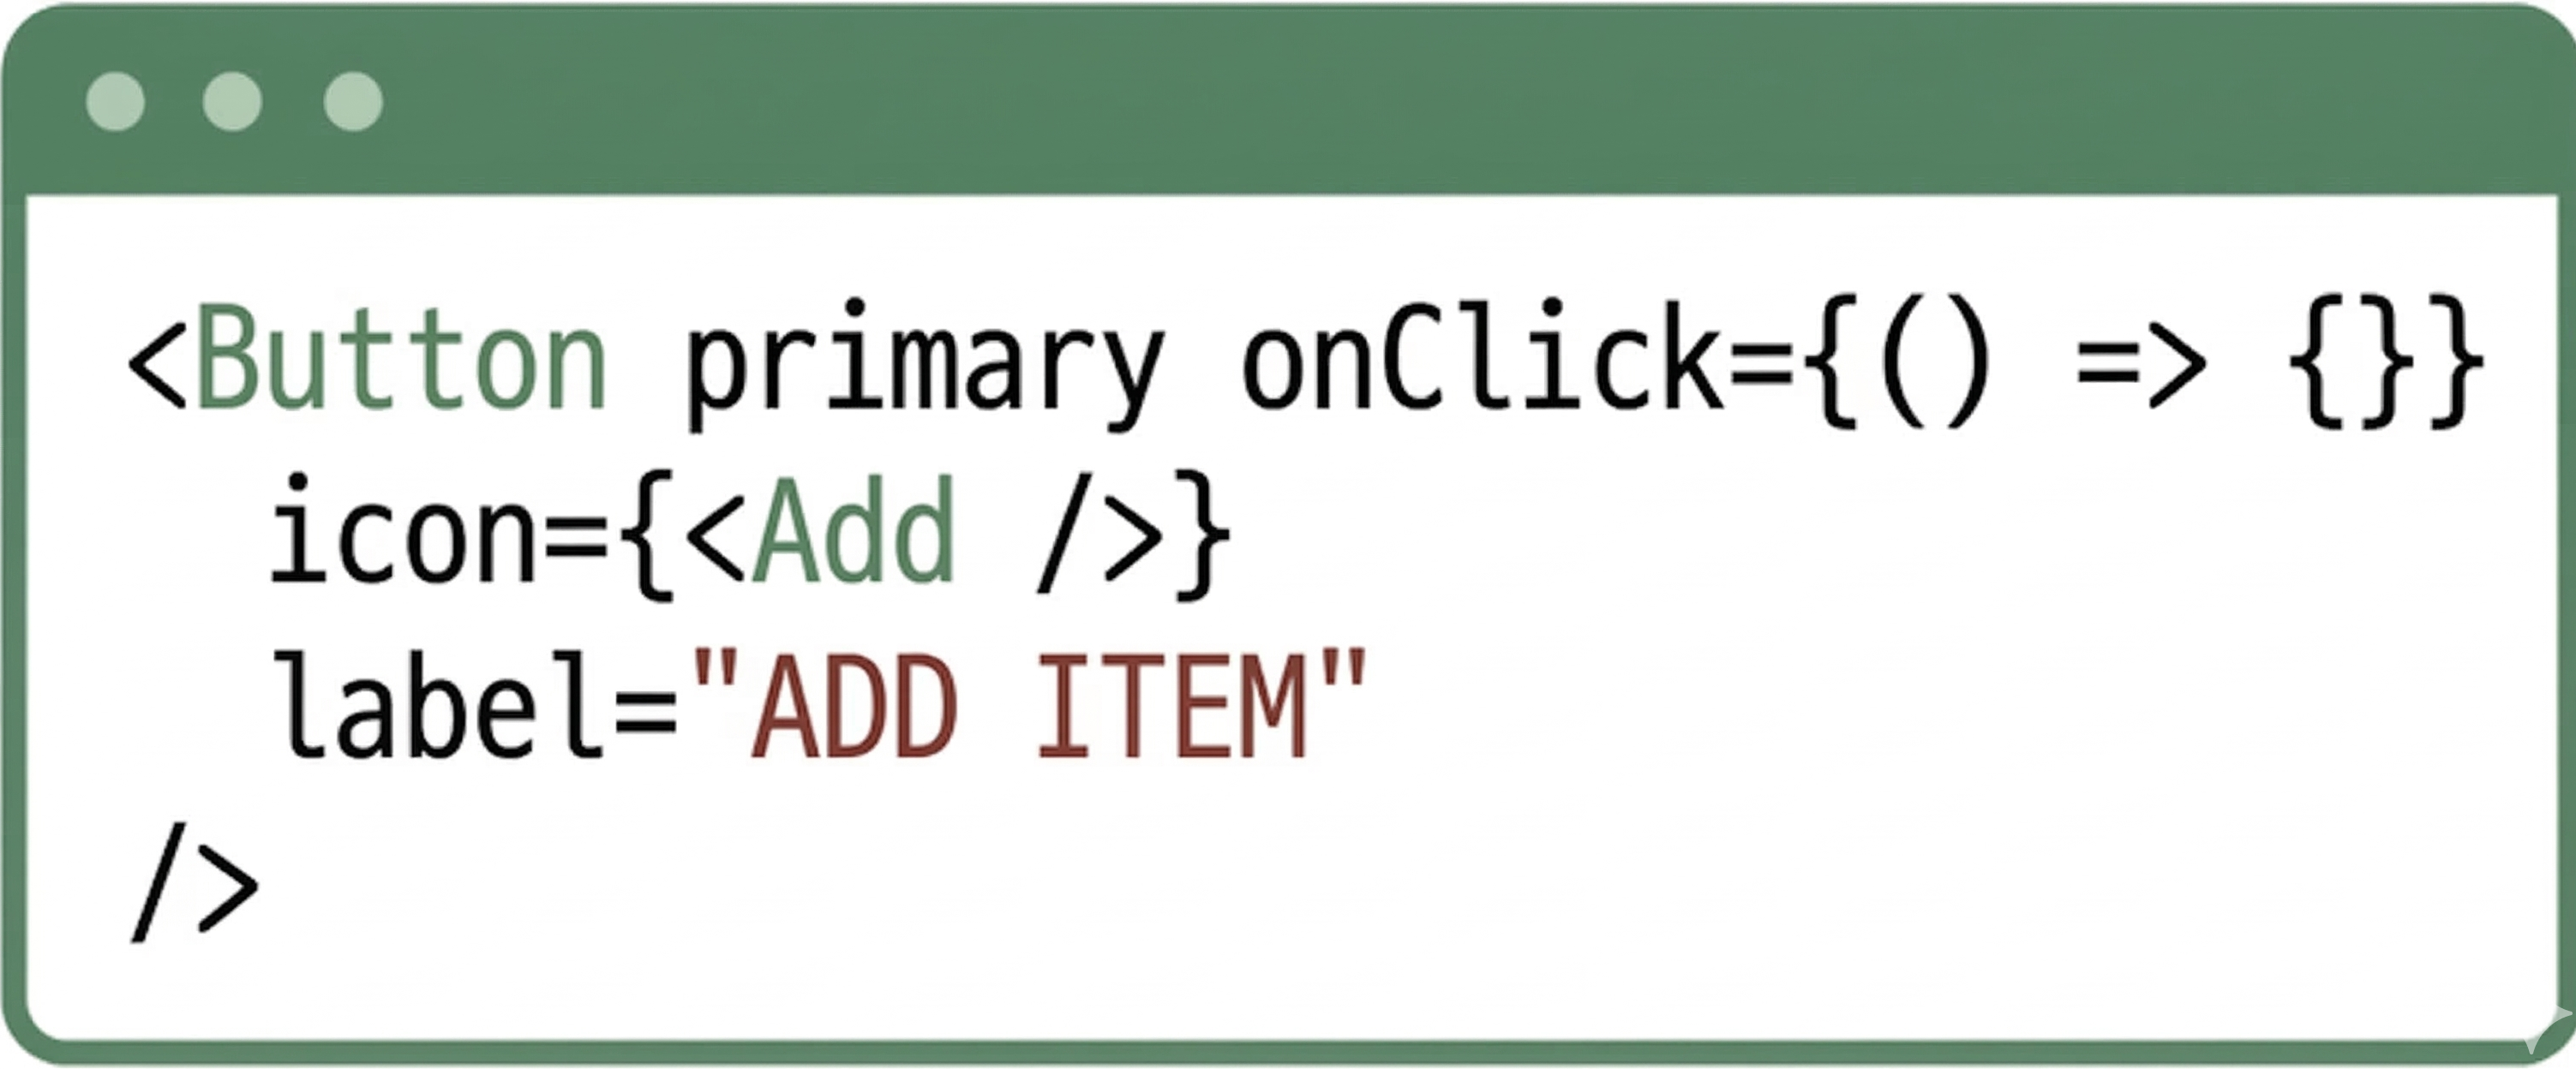 <Button primary onClick={() => {}}
  icon={<Add />}
  label="ADD ITEM"
/>